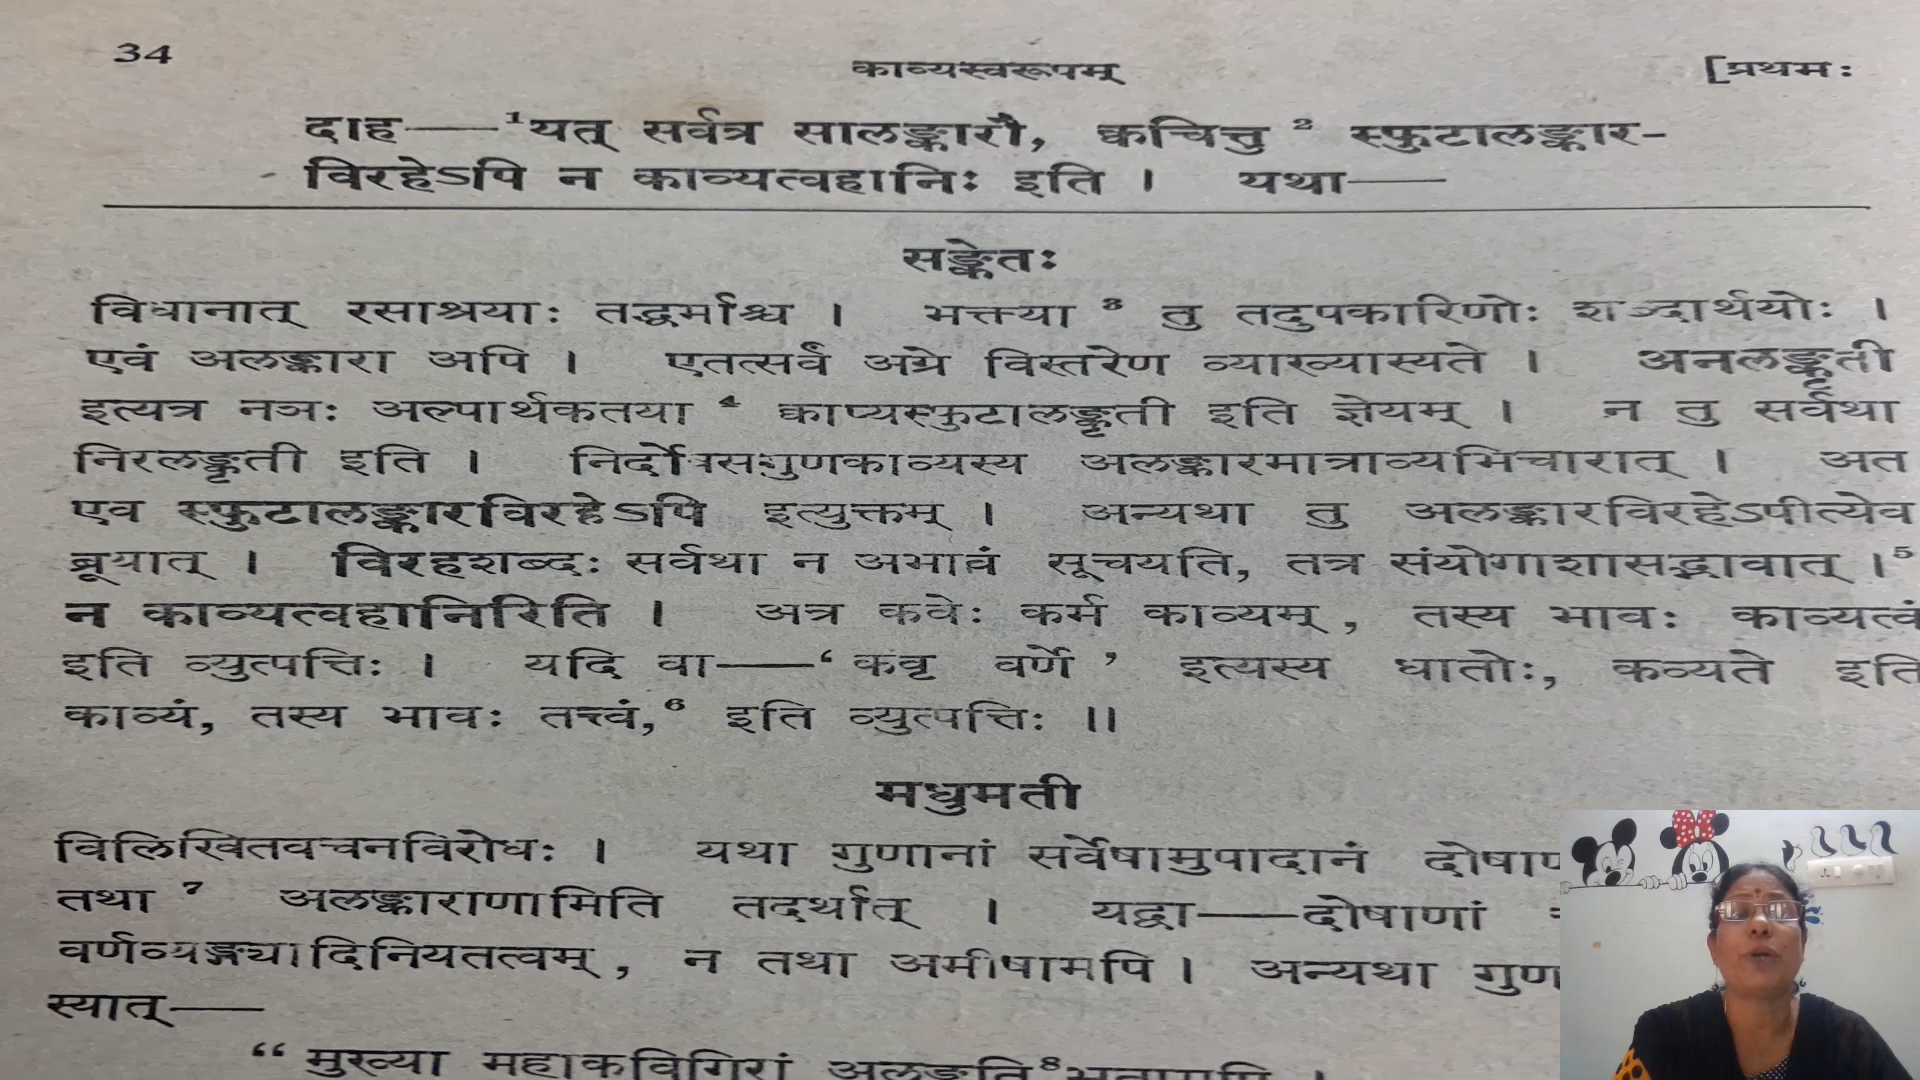 34
काव्यस्वरूपम्
[प्रथमः
दाह—¹यत् सर्वत्र सालङ्कारौ, क्वचित्तु ² स्फुटालङ्कार-
विरहेऽपि न काव्यत्वहानिः इति । यथा—
सङ्केतः
विधानात् रसाश्रयाः तद्धर्माश्च । भक्त्या ³ तु तदुपकारिणोः शब्दार्थयोः ।
एवं अलङ्कारा अपि । एतत्सर्वं अग्रे विस्तरेण व्याख्यास्यते । अनलङ्कृती
इत्यत्र नञः अल्पार्थकतया ⁴ क्वाप्यस्फुटालङ्कृती इति ज्ञेयम् । न तु सर्वथा
निरलङ्कृती इति । निर्दोषसगुणकाव्यस्य अलङ्कारमात्राव्यभिचारात् । अत
एव स्फुटालङ्कारविरहेऽपि इत्युक्तम् । अन्यथा तु अलङ्कारविरहेऽपीत्येव
ब्रूयात् । विरहशब्दः सर्वथा न अभावं सूचयति, तत्र संयोगाशासद्भावात् ।⁵
न काव्यत्वहानिरिति । अत्र कवेः कर्म काव्यम्, तस्य भावः काव्यत्वं
इति व्युत्पत्तिः । यदि वा—‘कवृ वर्णे’ इत्यस्य धातोः, कव्यते इति
काव्यं, तस्य भावः तत्त्वं,⁶ इति व्युत्पत्तिः ॥
मधुमती
विलिखितवचनविरोधः । यथा गुणानां सर्वेषामुपादानं
तथा ⁷ अलङ्काराणामिति तदर्थात् । यद्वा—दोषाणां
वर्णव्यङ्ग्यादिनियतत्वम्, न तथा अमीषामपि । अन्यथा गुण
स्यात्—
“ मुख्या महाकविगिरां